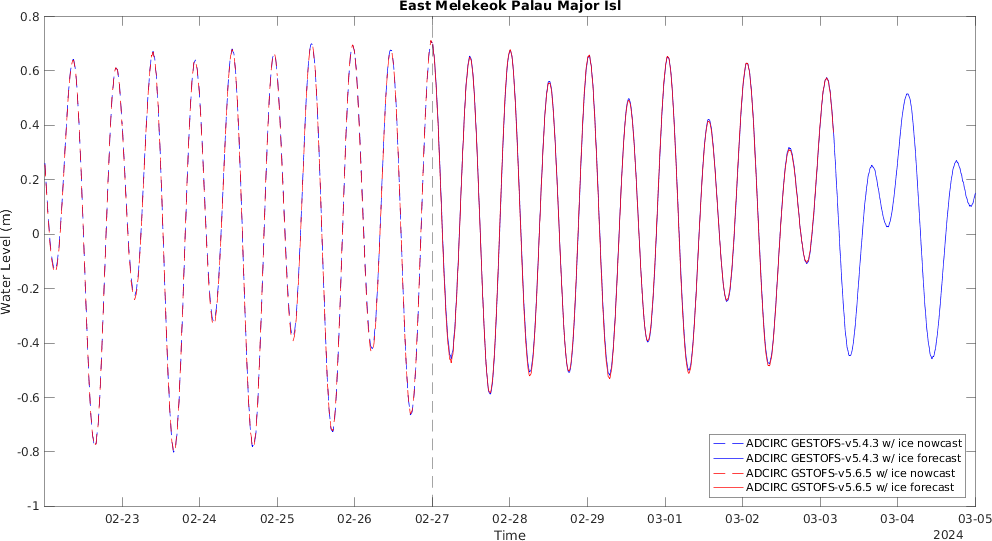 East Melekeok Palau Major Isl
0.8
0.6
0.4
0.2
0
-0.2
-0.4
-0.6
-0.8
-1
Water Level (m)
02-23 02-24 02-25 02-26 02-27 02-28 02-29 03-01 03-02 03-03 03-04 03-05
Time
2024
ADCIRC GESTOFS-v5.4.3 w/ ice nowcast
ADCIRC GESTOFS-v5.4.3 w/ ice forecast
ADCIRC GSTOFS-v5.6.5 w/ ice nowcast
ADCIRC GSTOFS-v5.6.5 w/ ice forecast